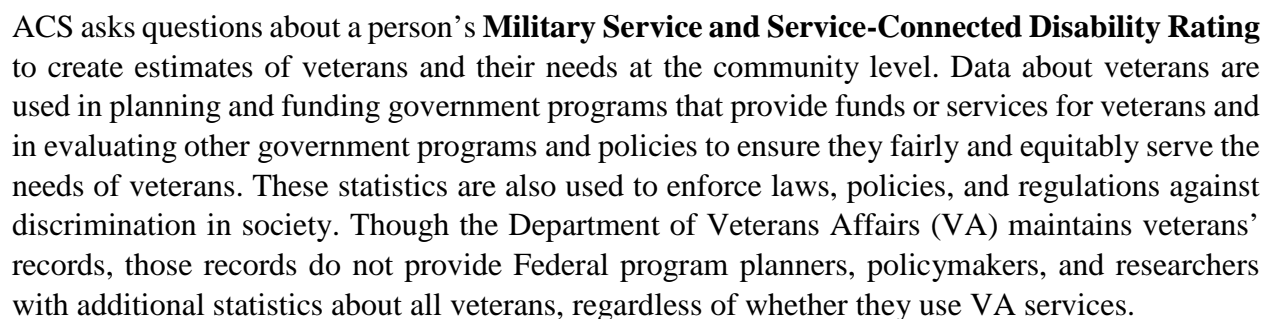 ACS asks questions about a person’s Military Service and Service-Connected Disability Rating
to create estimates of veterans and their needs at the community level. Data about veterans are
used in planning and funding government programs that provide funds or services for veterans and
in evaluating other government programs and policies to ensure they fairly and equitably serve the
needs of veterans. These statistics are also used to enforce laws, policies, and regulations against
discrimination in society. Though the Department of Veterans Affairs (VA) maintains veterans’
records, those records do not provide Federal program planners, policymakers, and researchers
with additional statistics about all veterans, regardless of whether they use VA services.